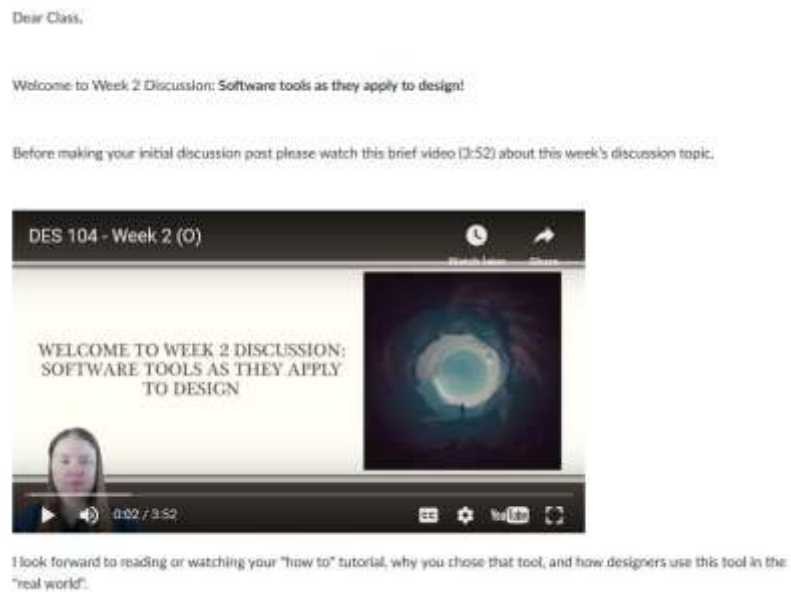 Dear Class,
Welcome to Week 2 Discussion: Software tools as they apply to design!
Before making your initial discussion post please watch this brief video (3:52) about this week's discussion topic.
DES 104 - Week 2 (O)
Watch later Share
WELCOME TO WEEK 2 DISCUSSION:
SOFTWARE TOOLS AS THEY APPLY
TO DESIGN
0:02 / 3:52
CC
YouTube
I look forward to reading or watching your "how to" tutorial, why you chose that tool, and how designers use this tool in the
"real world".